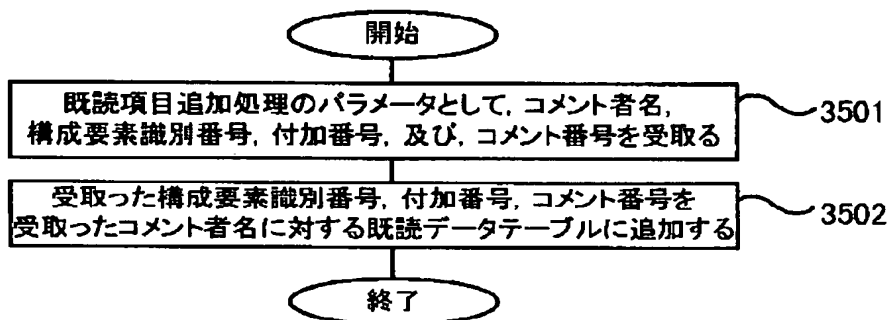 開始
既読項目追加処理のパラメータとして, コメント者名,
構成要素識別番号, 付加番号, 及び, コメント番号を受取る
3501
受取った構成要素識別番号, 付加番号, コメント番号を
受取ったコメント者名に対する既読データテーブルに追加する
3502
終了